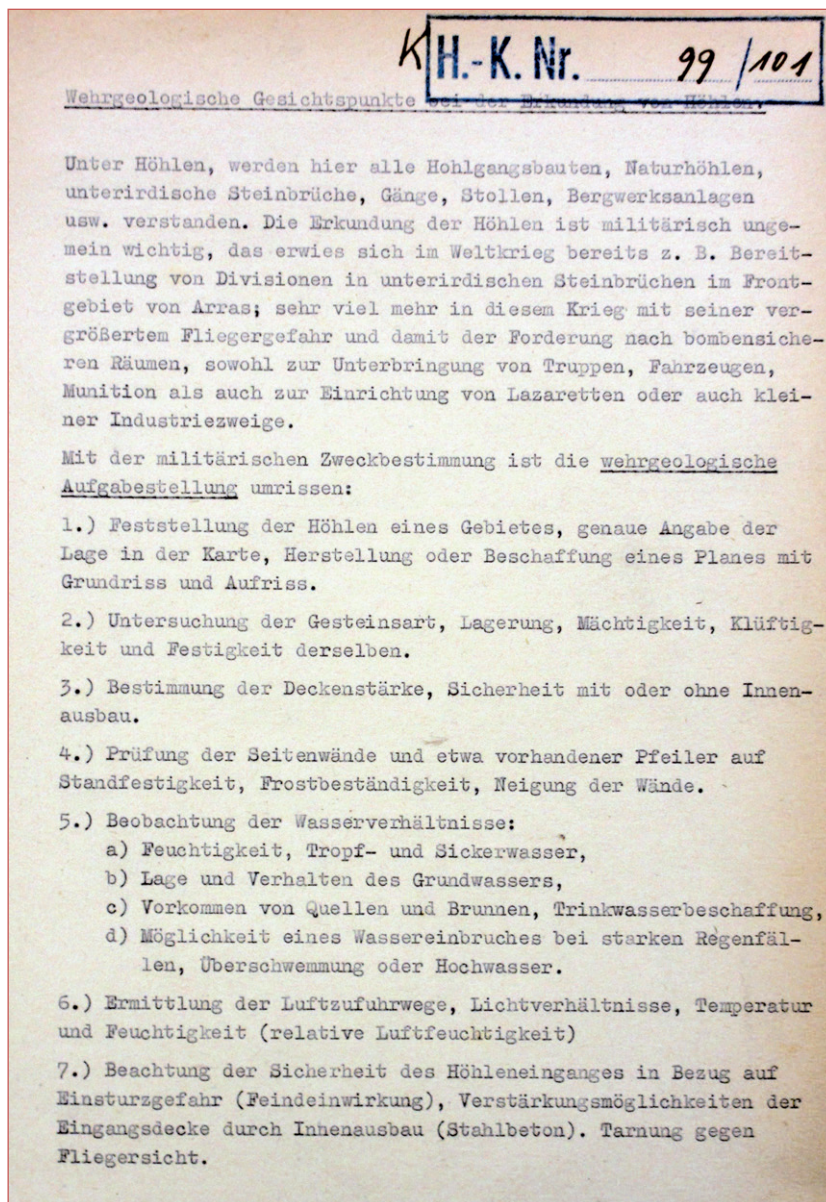 K H.-K. Nr. 99/101
Wehrgeologische Gesichtspunkte bei der Erkundung von Höhlen.
Unter Höhlen, werden hier alle Hohlgangsbauten, Naturhöhlen,
unterirdische Steinbrüche, Gänge, Stollen, Bergwerksanlagen
usw. verstanden. Die Erkundung der Höhlen ist militärisch unge-
mein wichtig, das erwies sich im Weltkrieg bereits z. B. Bereit-
stellung von Divisionen in unterirdischen Steinbrüchen im Front-
gebiet von Arras; sehr viel mehr in diesem Krieg mit seiner ver-
größertem Fliegergefahr und damit der Forderung nach bombensiche-
ren Räumen, sowohl zur Unterbringung von Truppen, Fahrzeugen,
Munition als auch zur Einrichtung von Lazaretten oder auch klei-
ner Industriezweige.
Mit der militärischen Zweckbestimmung ist die wehrgeologische
Aufgabestellung umrissen:
1.) Feststellung der Höhlen eines Gebietes, genaue Angabe der
Lage in der Karte, Herstellung oder Beschaffung eines Planes mit
Grundriss und Aufriss.
2.) Untersuchung der Gesteinsart, Lagerung, Mächtigkeit, Klüftig-
keit und Festigkeit derselben.
3.) Bestimmung der Deckenstärke, Sicherheit mit oder ohne Innen-
ausbau.
4.) Prüfung der Seitenwände und etwa vorhandener Pfeiler auf
Standfestigkeit, Frostbeständigkeit, Neigung der Wände.
5.) Beobachtung der Wasserverhältnisse:
a) Feuchtigkeit, Tropf- und Sickerwasser,
b) Lage und Verhalten des Grundwassers,
c) Vorkommen von Quellen und Brunnen, Trinkwasserbeschaffung,
d) Möglichkeit eines Wassereinbruches bei starken Regenfäl-
len, Überschwemmung oder Hochwasser.
6.) Ermittlung der Luftzufuhrwege, Lichtverhältnisse, Temperatur
und Feuchtigkeit (relative Luftfeuchtigkeit)
7.) Beachtung der Sicherheit des Höhleneinganges in Bezug auf
Einsturzgefahr (Feindeinwirkung), Verstärkungsmöglichkeiten der
Eingangsdecke durch Innenausbau (Stahlbeton). Tarnung gegen
Fliegersicht.